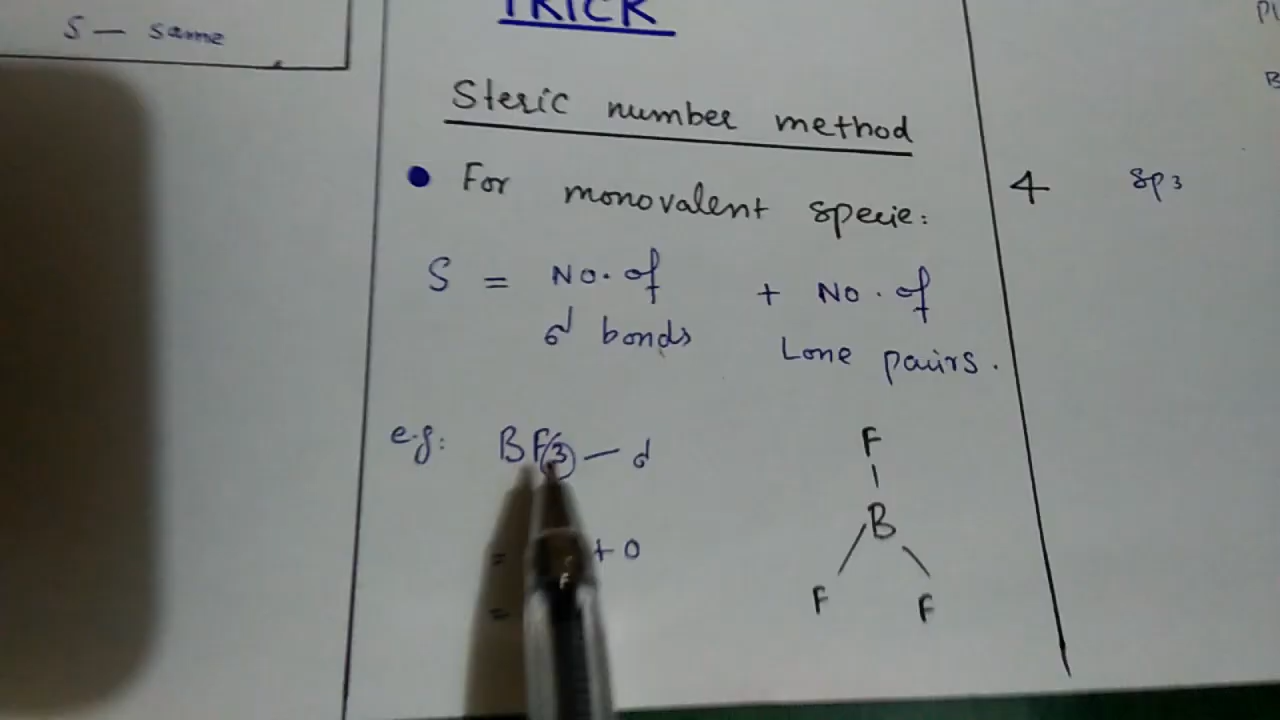 S — same
TRICK
Steric number method
• For monovalent specie:
S = No. of + No. of
σ bonds Lone pairs.
e.g: BF3 — σ
= + 0
=
F
B
F F
4 sp3